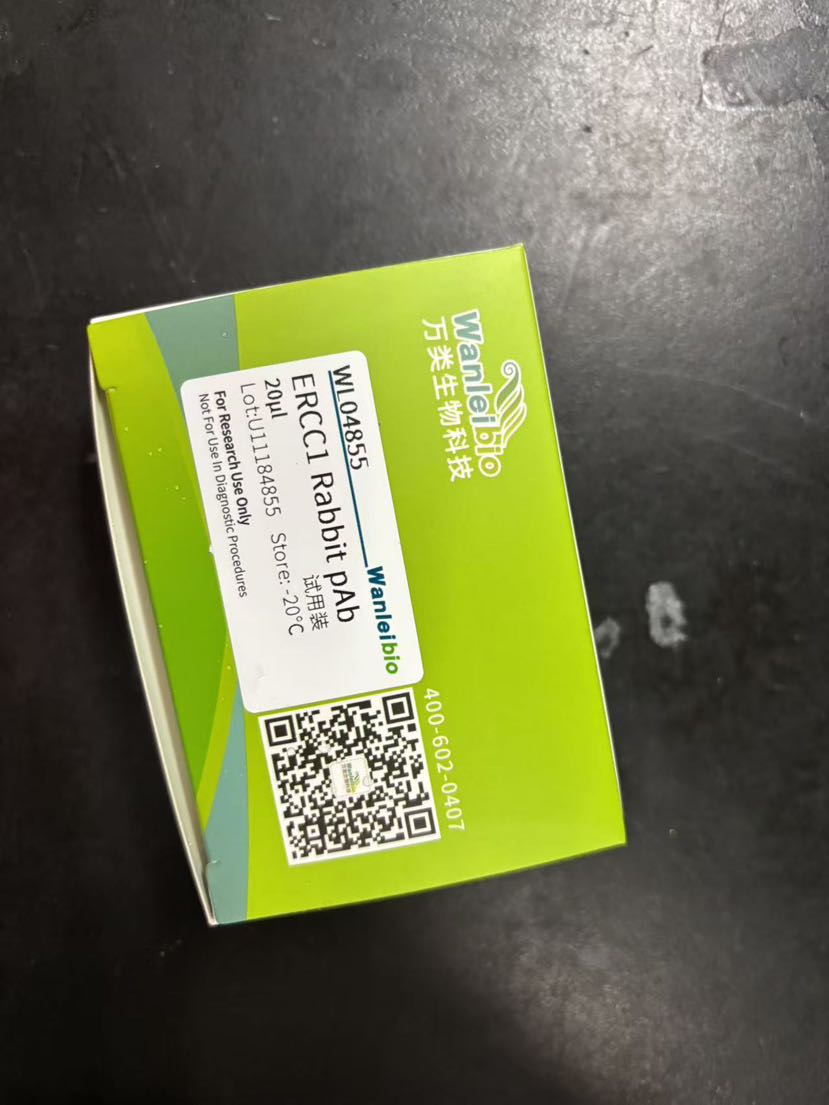 Wanleibio
万类生物科技
400-602-0407
WL04855
Wanleibio
ERCC1 Rabbit pAb
20μl
试用装
Lot:U11184855 Store: -20°C
For Research Use Only
Not For Use In Diagnostic Procedures
Wanleibio